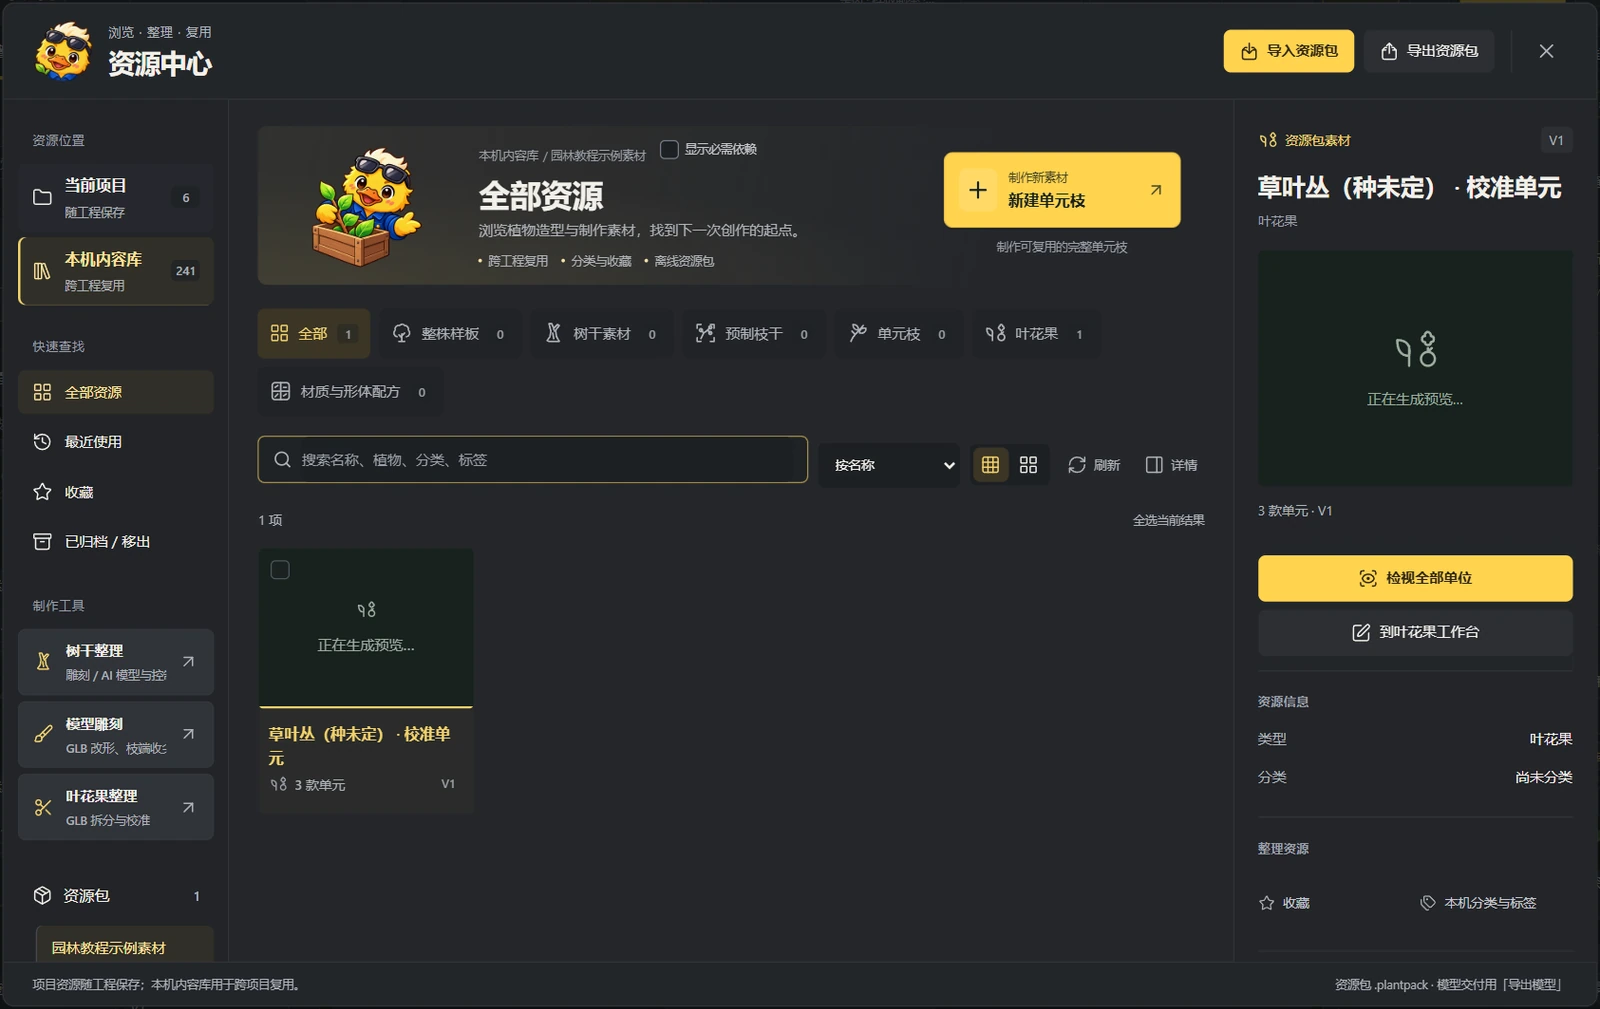 浏览 · 整理 · 复用
资源中心
导入资源包
导出资源包
资源位置
当前项目
随工程保存
6
本机内容库
跨工程复用
241
快速查找
全部资源
最近使用
收藏
已归档 / 移出
制作工具
树干整理
雕刻 / AI 模型与控
模型雕刻
GLB 改形、枝端收
叶花果整理
GLB 拆分与校准
资源包
1
园林教程示例素材
本机内容库 / 园林教程示例素材
显示必需依赖
全部资源
浏览植物造型与制作素材，找到下一次创作的起点。
• 跨工程复用 • 分类与收藏 • 离线资源包
制作新素材
新建单元枝
制作可复用的完整单元枝
全部 1
整株样板 0
树干素材 0
预制枝干 0
单元枝 0
叶花果 1
材质与形体配方 0
搜索名称、植物、分类、标签
按名称
刷新
详情
1 项
全选当前结果
正在生成预览...
草叶丛（种未定） · 校准单
元
3 款单元
V1
资源包素材
V1
草叶丛（种未定） · 校准单元
叶花果
正在生成预览...
3 款单元 · V1
检视全部单位
到叶花果工作台
资源信息
类型
叶花果
分类
尚未分类
整理资源
收藏
本机分类与标签
项目资源随工程保存；本机内容库用于跨项目复用。
资源包 .plantpack · 模型交付用「导出模型」